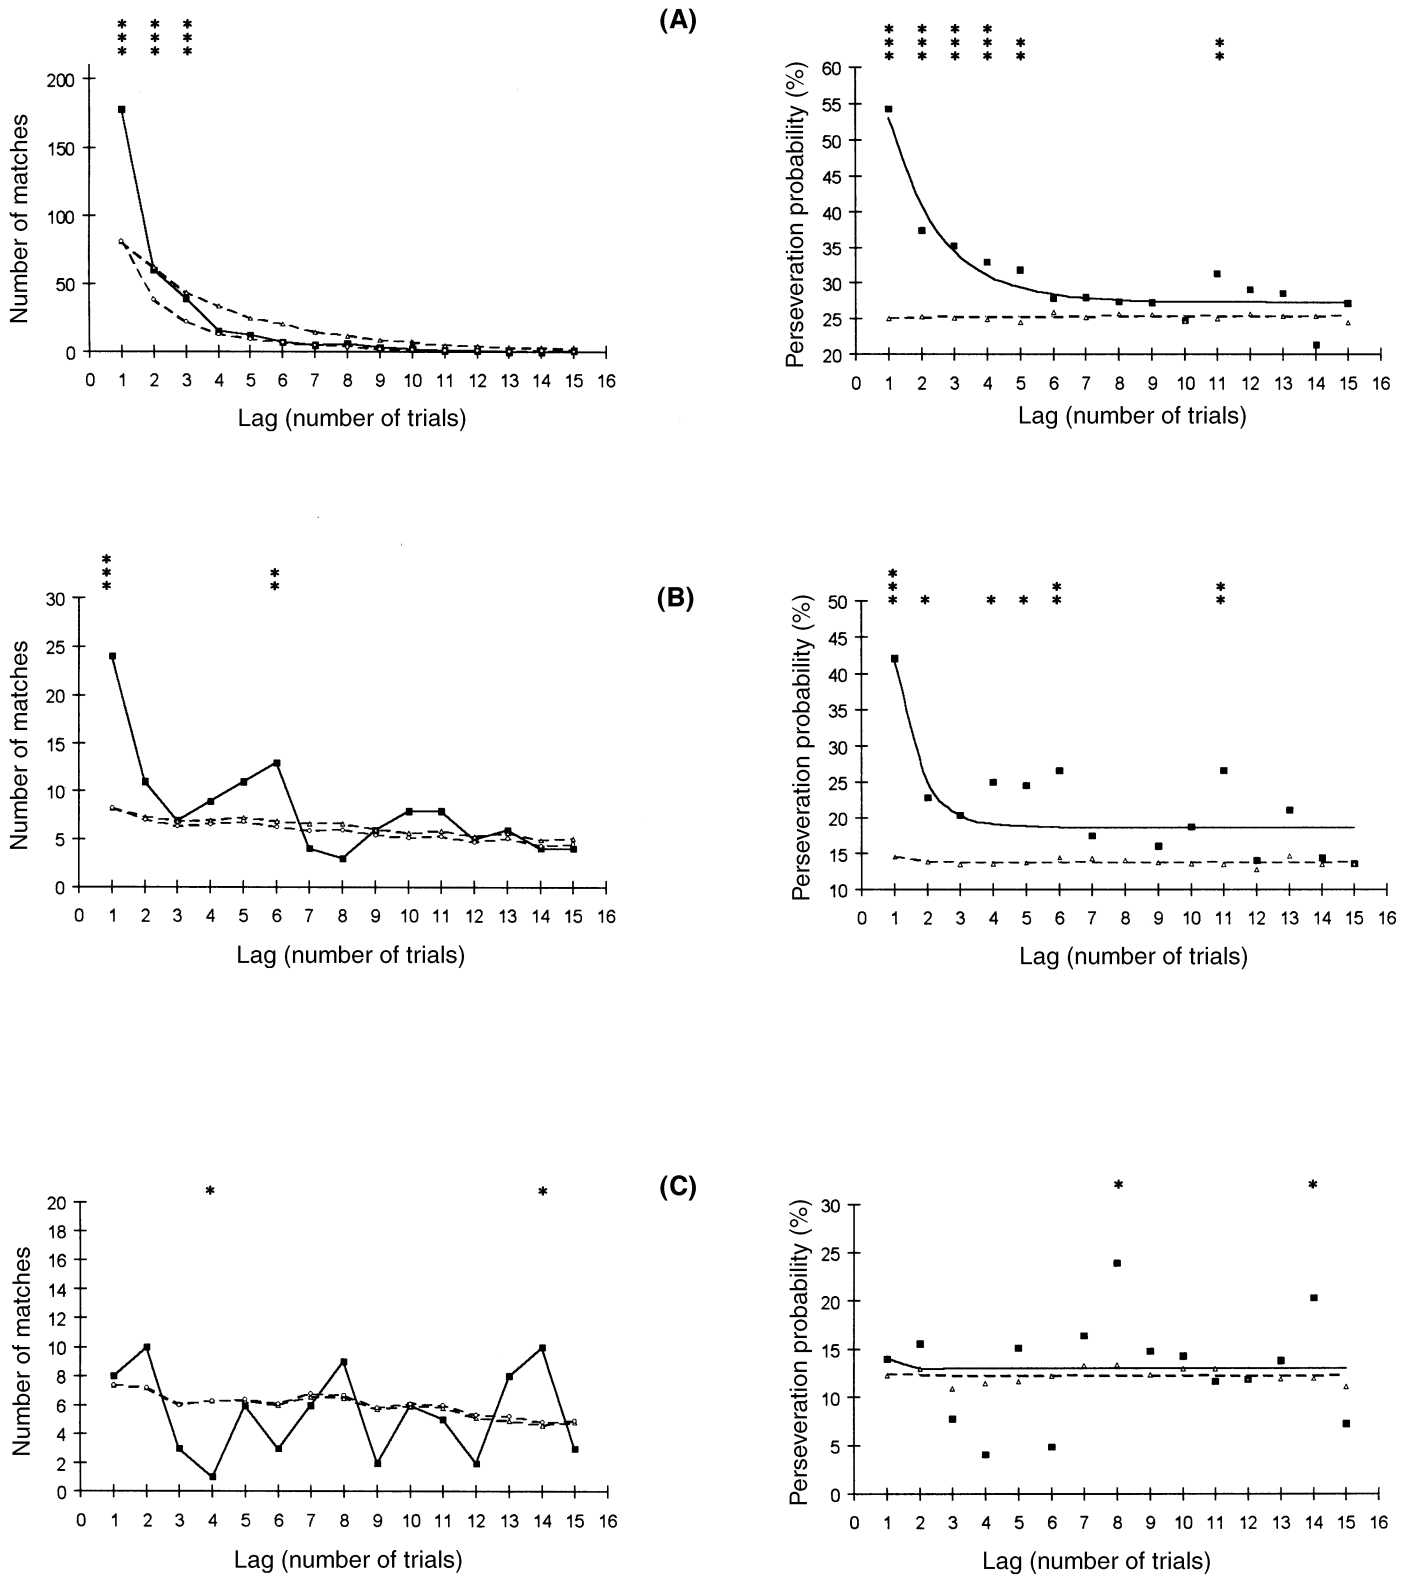 (A)
*** *** ***
Number of matches
200
150
100
50
0
0 1 2 3 4 5 6 7 8 9 10 11 12 13 14 15 16
Lag (number of trials)
*** *** *** *** ** **
Perseveration probability (%)
60
55
50
45
40
35
30
25
20
0 1 2 3 4 5 6 7 8 9 10 11 12 13 14 15 16
Lag (number of trials)
(B)
*** **
Number of matches
30
25
20
15
10
5
0
0 1 2 3 4 5 6 7 8 9 10 11 12 13 14 15 16
Lag (number of trials)
*** * * * ** **
Perseveration probability (%)
50
45
40
35
30
25
20
15
10
0 1 2 3 4 5 6 7 8 9 10 11 12 13 14 15 16
Lag (number of trials)
(C)
* *
Number of matches
20
18
16
14
12
10
8
6
4
2
0
0 1 2 3 4 5 6 7 8 9 10 11 12 13 14 15 16
Lag (number of trials)
* *
Perseveration probability (%)
30
25
20
15
10
5
0
0 1 2 3 4 5 6 7 8 9 10 11 12 13 14 15 16
Lag (number of trials)